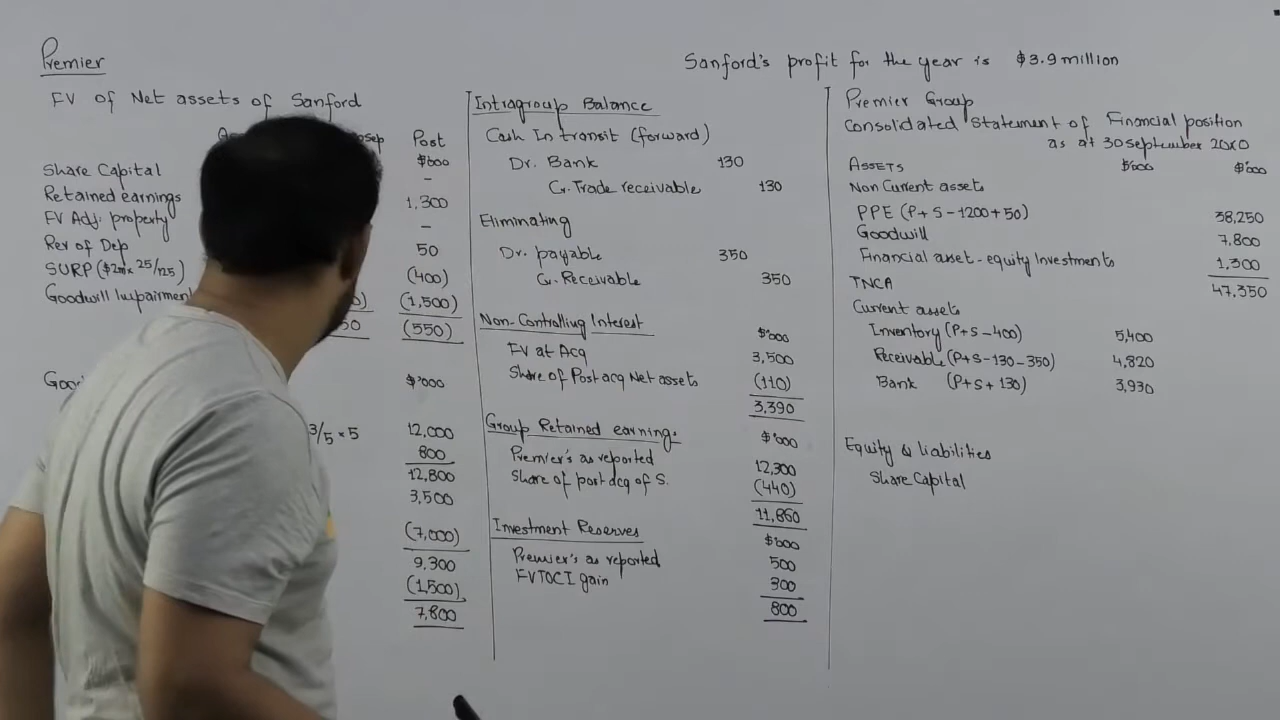 Premier
Sanford's profit for the year is $3.9 million
FV of Net assets of Sanford
Post
$'000
Share Capital -
Retained earnings 1,300
FV Adj. property -
Rev of Dep 50
SURP ($2m x 25/125) (400)
Goodwill Impairment (1,500)
(550)
$'000
3/5 x 5 12,000
800
12,800
3,500
(7,000)
9,300
(1,500)
7,800
Intragroup Balance
Cash In transit (forward)
Dr. Bank 130
Cr. Trade receivable 130
Eliminating
Dr. payable 350
Cr. Receivable 350
Non-Controlling Interest $'000
FV at Acq 3,500
Share of Post acq Net assets (110)
3,390
Group Retained earning. $'000
Premier's as reported 12,300
Share of post acq of S. (440)
11,860
Investment Reserves $'000
Premier's as reported 500
FVTOCI gain 300
800
Premier Group
Consolidated Statement of Financial position
as at 30 september 20X0
ASSETS $'000 $'000
Non Current assets
PPE (P+S-1200+50) 38,250
Goodwill 7,800
Financial asset - equity Investments 1,300
TNCA 47,350
Current assets
Inventory (P+S-400) 5,400
Receivable (P+S-130-350) 4,820
Bank (P+S+130) 3,930
Equity & liabilities
Share Capital